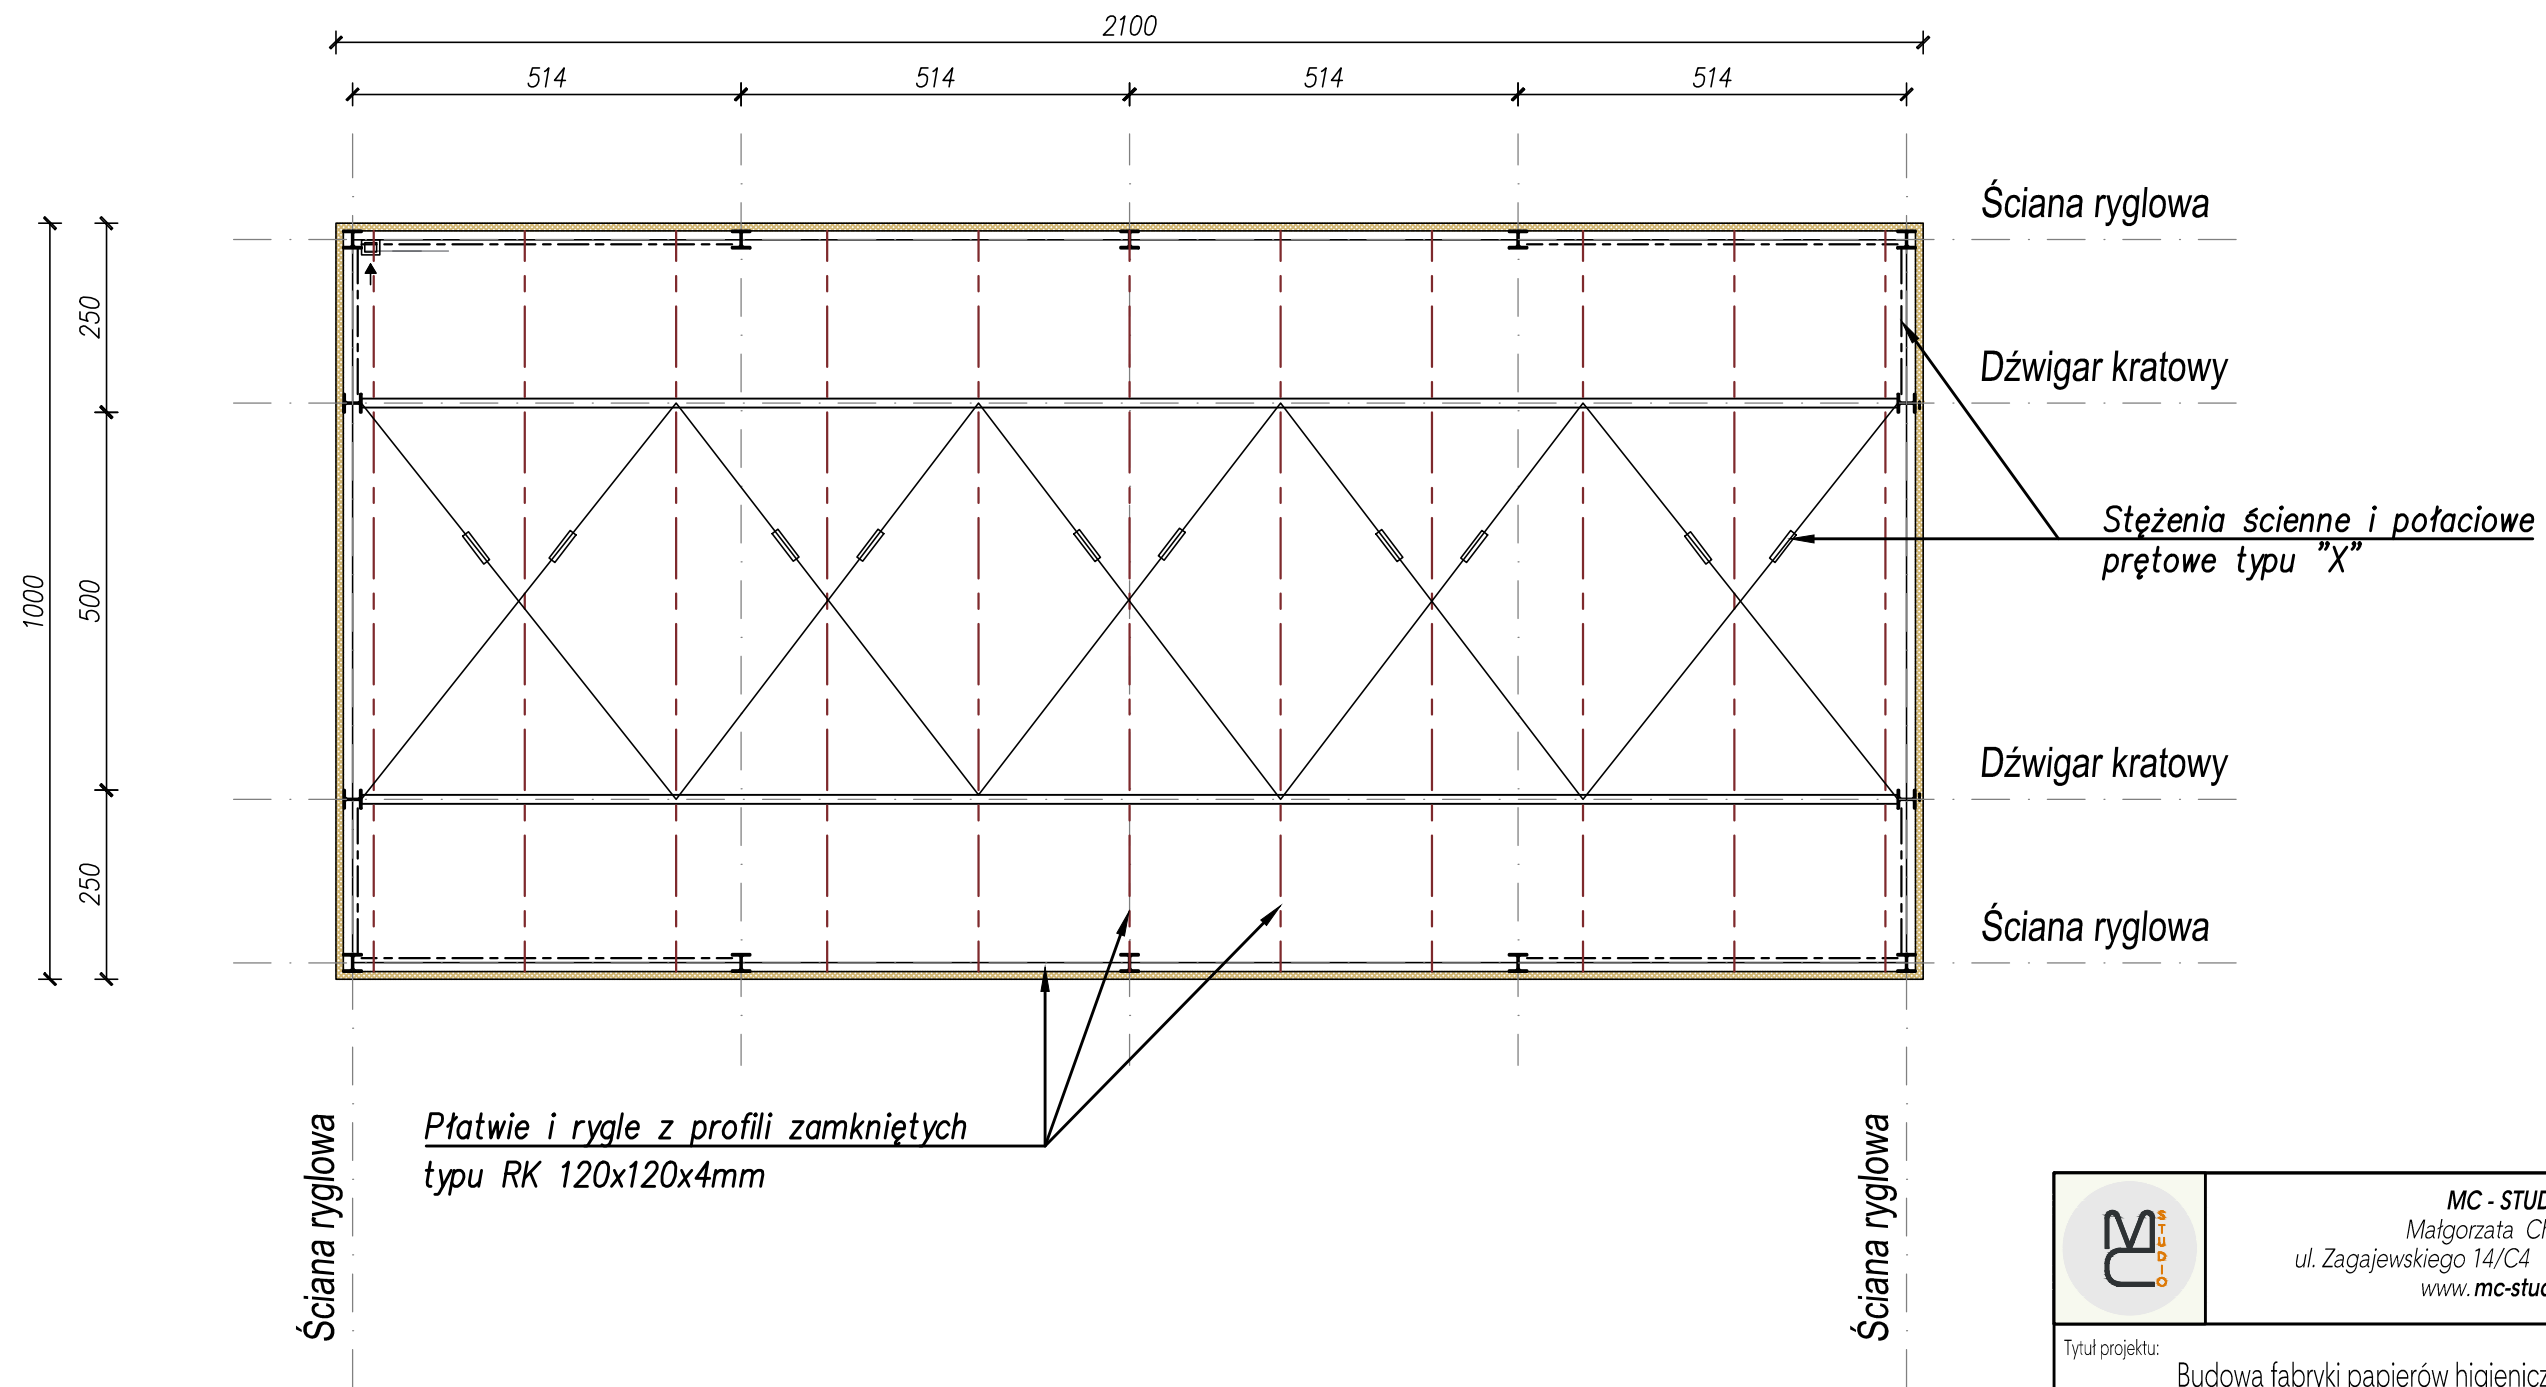 2100
514 514 514 514
Ściana ryglowa
Dźwigar kratowy
250
500
250
1000
Stężenia ścienne i połaciowe
prętowe typu "X"
Dźwigar kratowy
Ściana ryglowa
Płatwie i rygle z profili zamkniętych
typu RK 120x120x4mm
Ściana ryglowa
Ściana ryglowa
MC STUDIO
MC - STUD
Małgorzata
ul. Zagajewskiego 14/C4
www.mc-stud
Tytuł projektu:
Budowa fabryki papierów higienicz